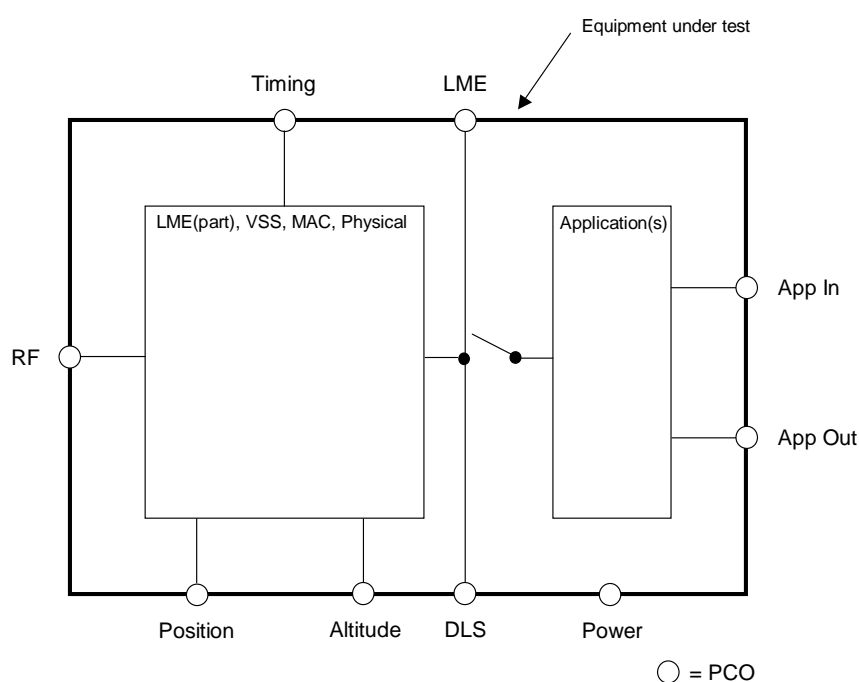 Equipment under test
Timing
LME
LME(part), VSS, MAC, Physical
Application(s)
App In
RF
App Out
Position
Altitude
DLS
Power
= PCO